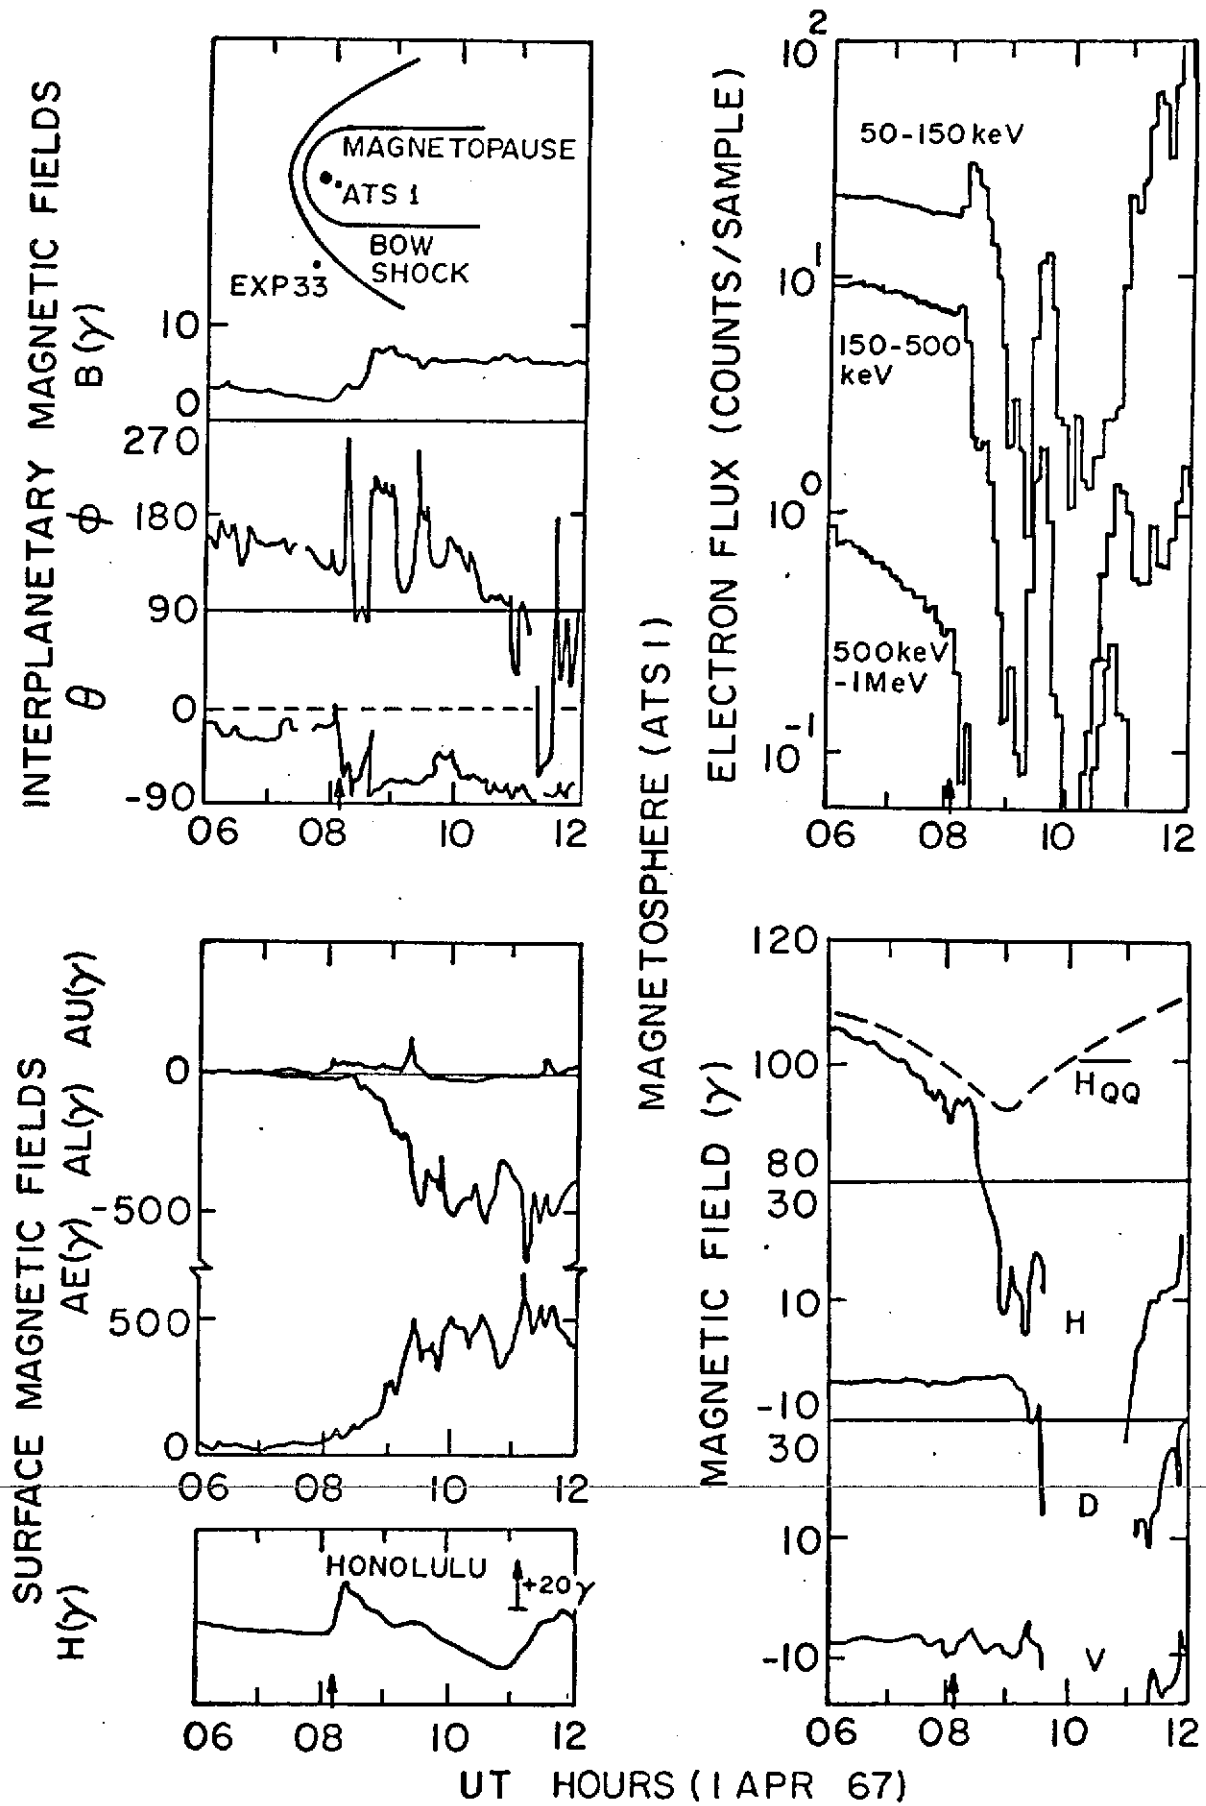 INTERPLANETARY MAGNETIC FIELDS
B(γ)
ϕ
θ
MAGNETOPAUSE
ATS 1
BOW
SHOCK
EXP33
10
0
270
180
90
0
-90
06 08 10 12
SURFACE MAGNETIC FIELDS
AE(γ), AL(γ) AU(γ)
0
-500
500
0
06 08 10 12
H(γ)
HONOLULU
+20γ
06 08 10 12
MAGNETOSPHERE (ATS 1)
ELECTRON FLUX (COUNTS/SAMPLE)
10²
10¹
10⁰
10⁻¹
50-150 keV
150-500
keV
500 keV
-1 MeV
06 08 10 12
MAGNETIC FIELD (γ)
120
100
80
30
10
-10
30
10
-10
H̅Q̅Q̅
H
D
V
06 08 10 12
UT HOURS (1 APR 67)